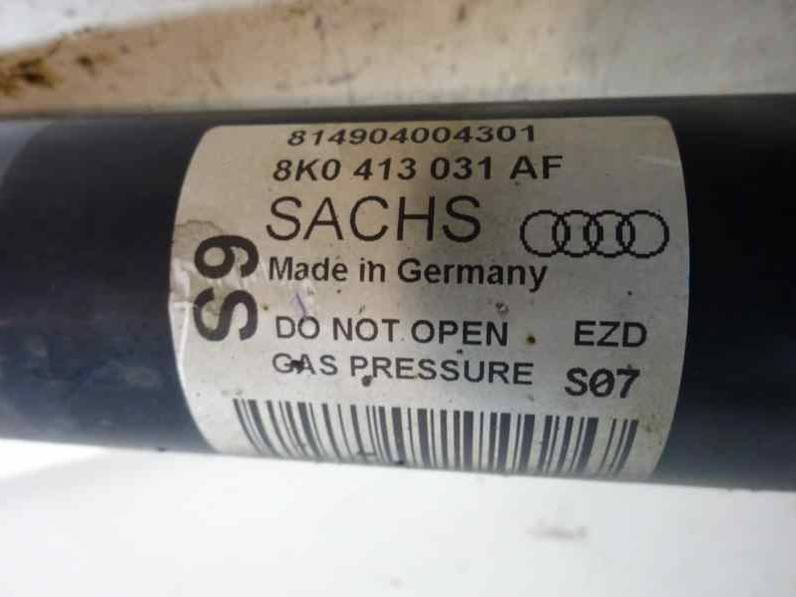 814904004301
8K0 413 031 AF
SACHS
Made in Germany
S9
DO NOT OPEN EZD
GAS PRESSURE S07